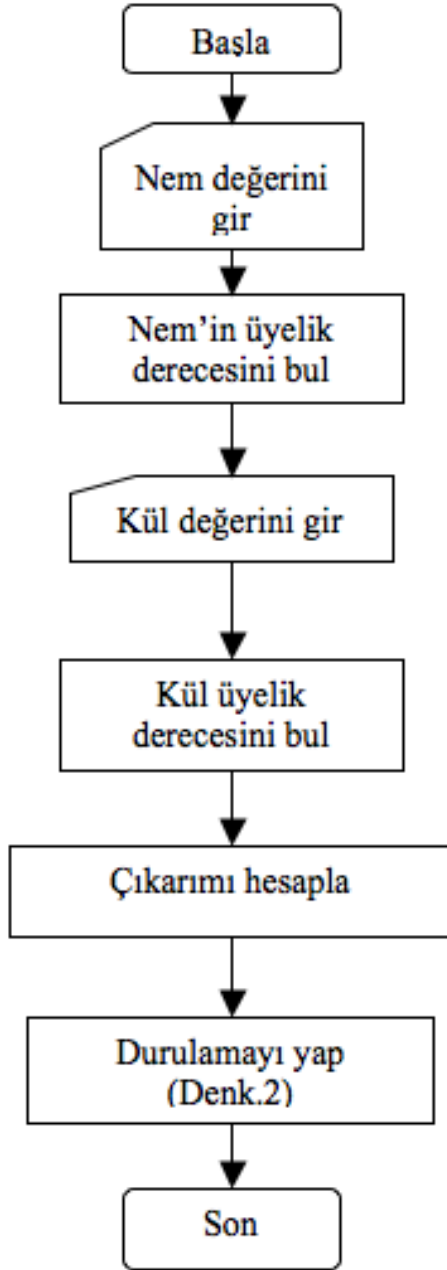 Başla
Nem değerini
gir
Nem’in üyelik
derecesini bul
Kül değerini gir
Kül üyelik
derecesini bul
Çıkarımı hesapla
Durulamayı yap
(Denk.2)
Son